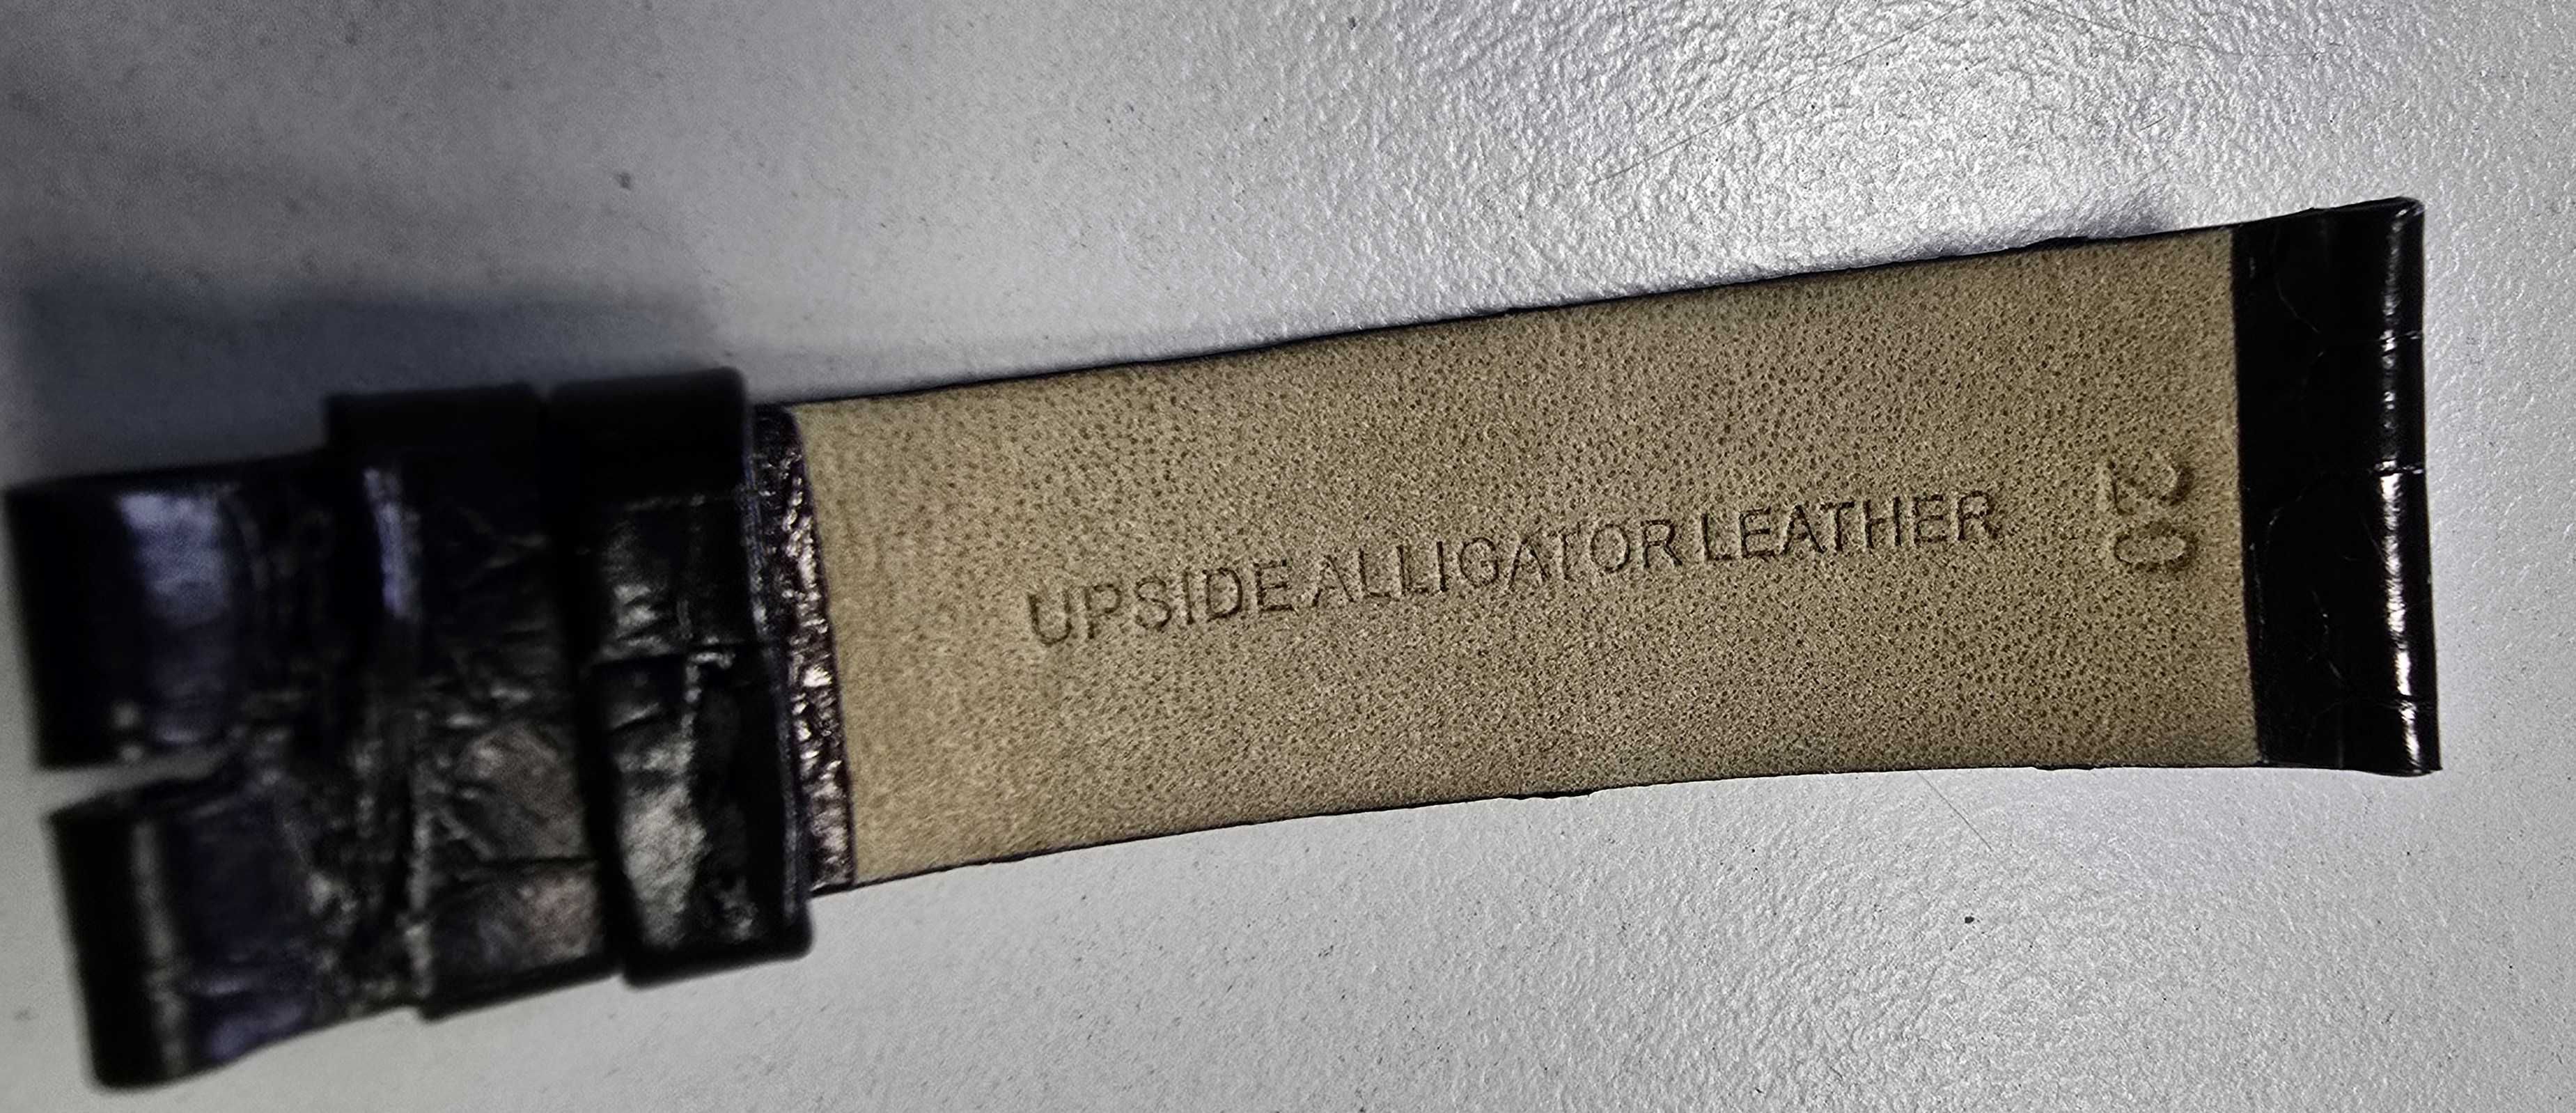 UPSIDE ALLIGATOR LEATHER
20